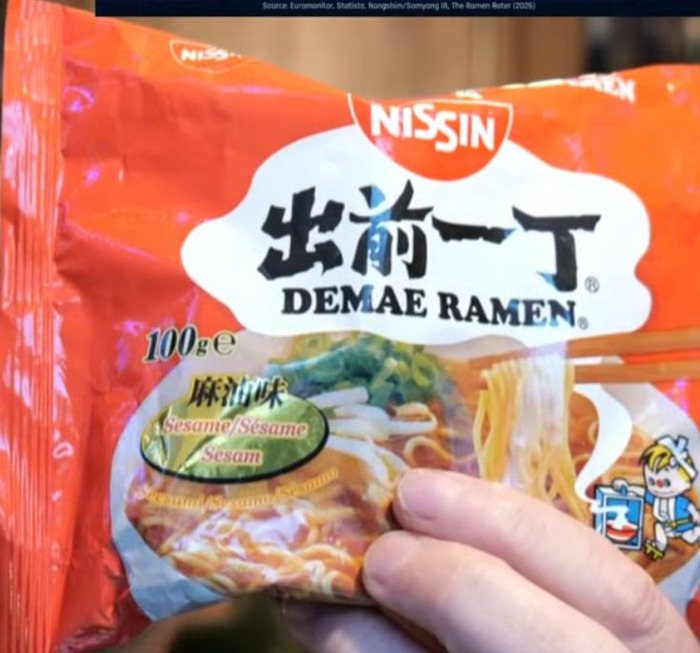 Source: Euromonitor, Statista, Nongshim/Samyang IR, The Ramen Rater (2025)
NISSIN
出前一丁®
DEMAE RAMEN®
100g℮
麻油味
Sesame/Sésame
Sesam